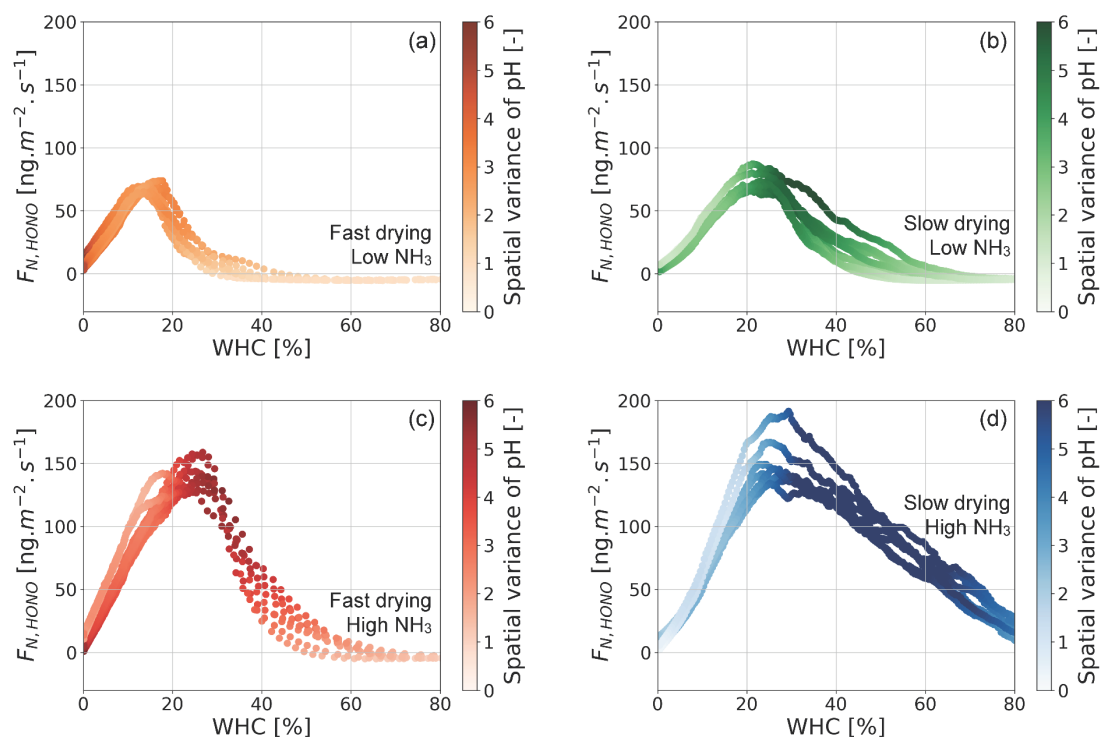 (a)
200
150
100
50
0
F_N,HONO [ng.m⁻².s⁻¹]
Fast drying
Low NH₃
0 20 40 60 80
WHC [%]
6
5
4
3
2
1
0
Spatial variance of pH [-]
(b)
200
150
100
50
0
F_N,HONO [ng.m⁻².s⁻¹]
Slow drying
Low NH₃
0 20 40 60 80
WHC [%]
6
5
4
3
2
1
0
Spatial variance of pH [-]
(c)
200
150
100
50
0
F_N,HONO [ng.m⁻².s⁻¹]
Fast drying
High NH₃
0 20 40 60 80
WHC [%]
6
5
4
3
2
1
0
Spatial variance of pH [-]
(d)
200
150
100
50
0
F_N,HONO [ng.m⁻².s⁻¹]
Slow drying
High NH₃
0 20 40 60 80
WHC [%]
6
5
4
3
2
1
0
Spatial variance of pH [-]